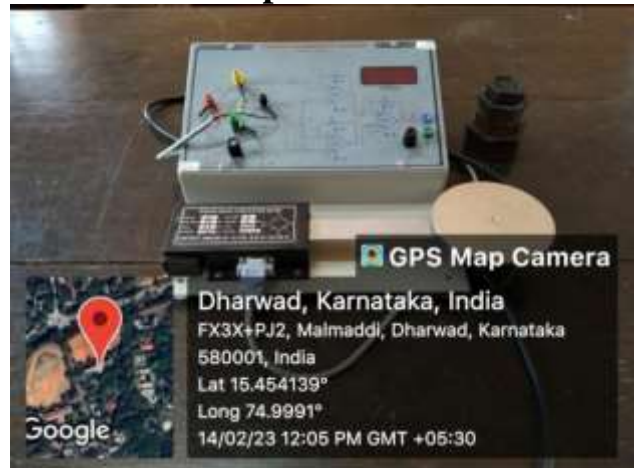 GPS Map Camera
Dharwad, Karnataka, India
FX3X+PJ2, Malmaddi, Dharwad, Karnataka
580001, India
Lat 15.454139°
Long 74.9991°
14/02/23 12:05 PM GMT +05:30
Google